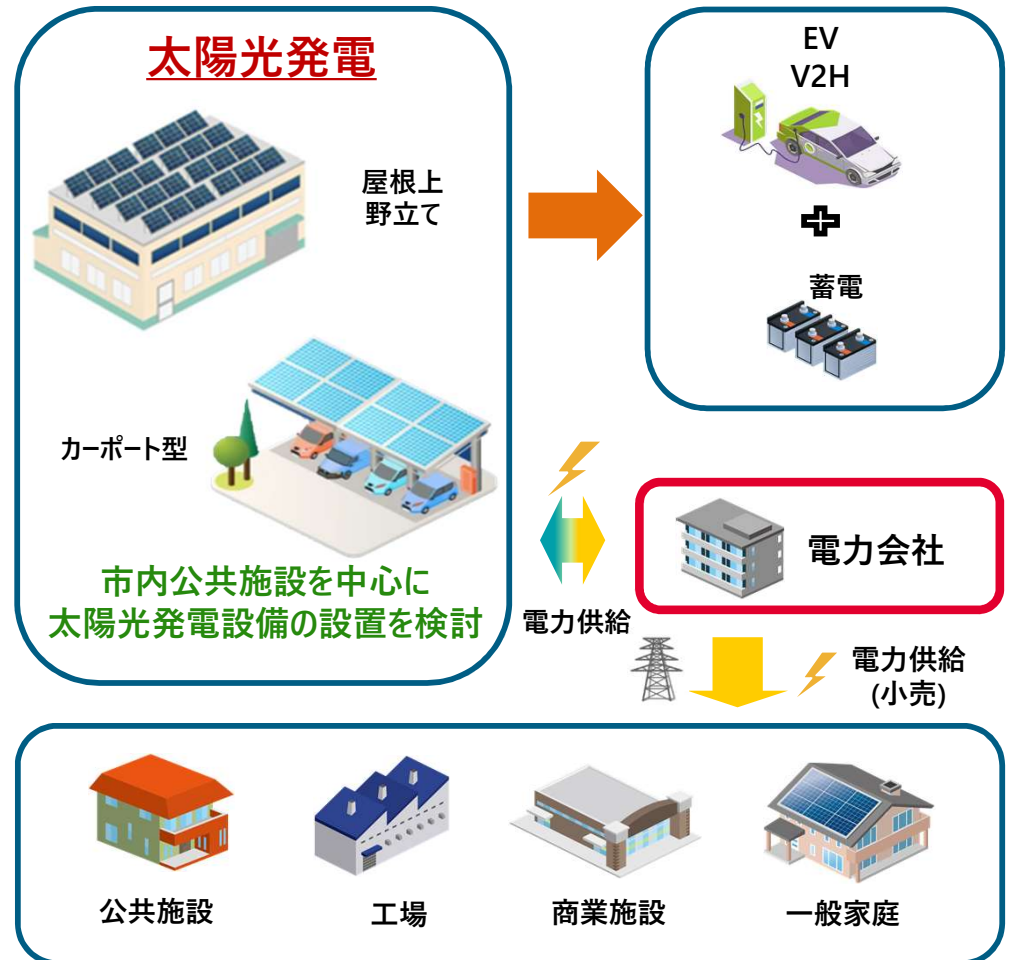 太陽光発電
屋根上
野立て
カーポート型
市内公共施設を中心に
太陽光発電設備の設置を検討
EV
V2H
蓄電
電力会社
電力供給
電力供給
(小売)
公共施設
工場
商業施設
一般家庭